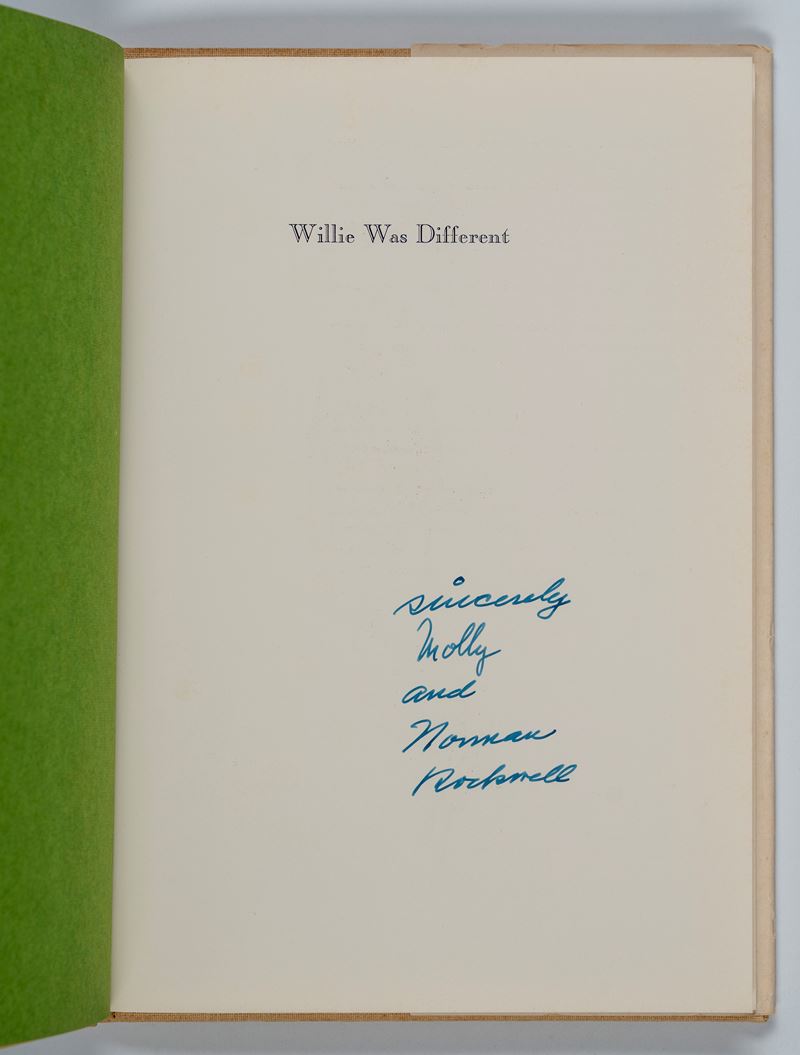 Willie Was Different
sincerely
Molly
and
Norman
Rockwell